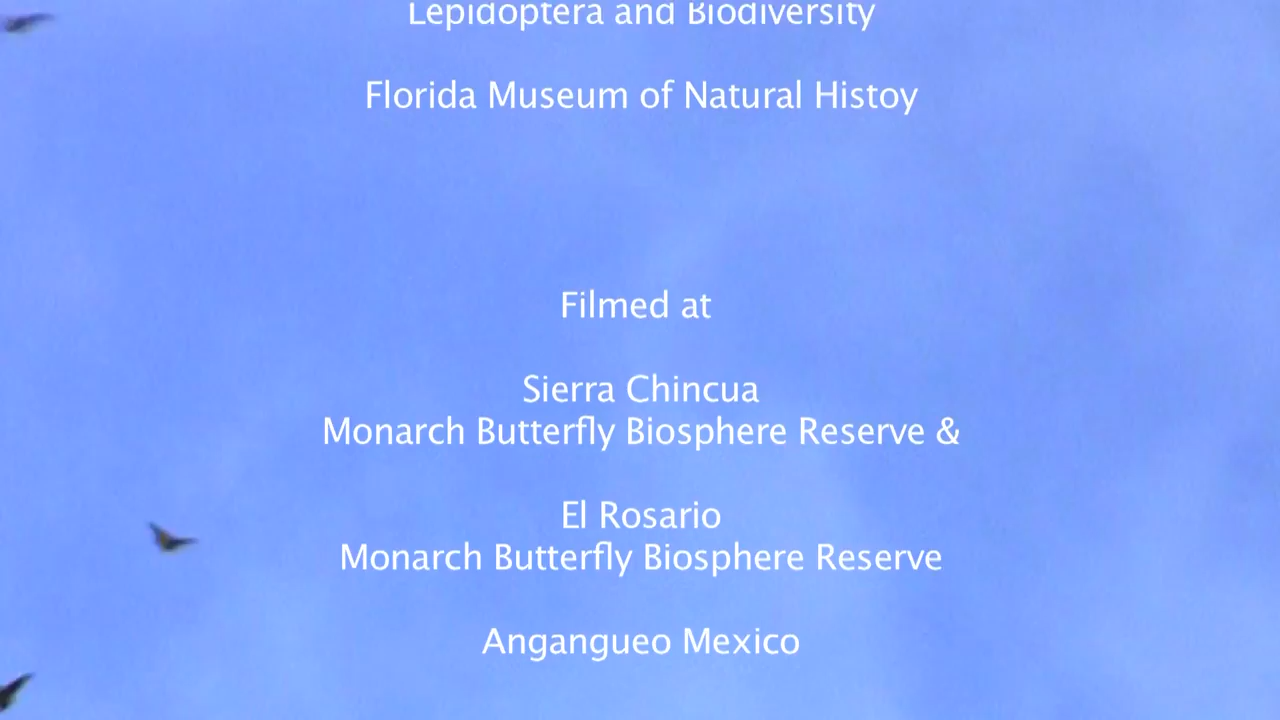 Lepidoptera and Biodiversity
Florida Museum of Natural Histoy
Filmed at
Sierra Chincua
Monarch Butterfly Biosphere Reserve &
El Rosario
Monarch Butterfly Biosphere Reserve
Angangueo Mexico